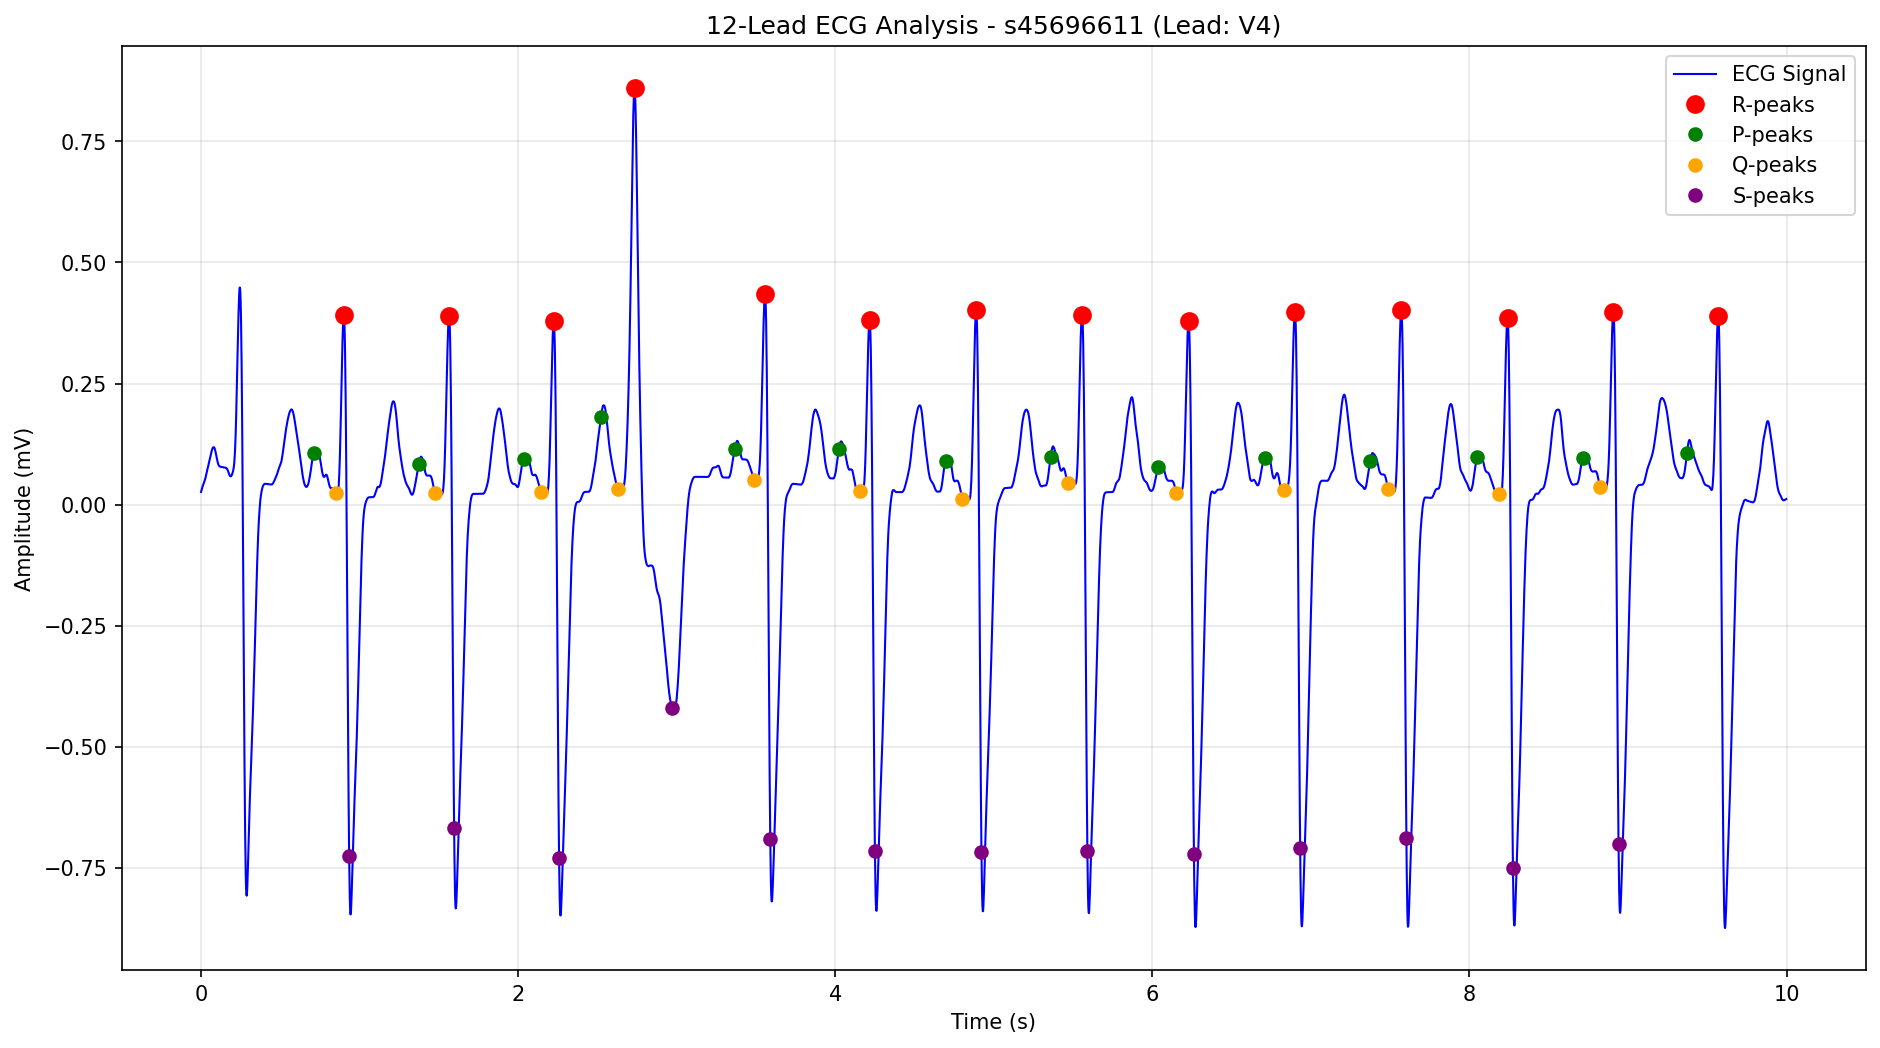 12-Lead ECG Analysis - s45696611 (Lead: V4)
ECG Signal
R-peaks
P-peaks
Q-peaks
S-peaks
Amplitude (mV)
0.75
0.50
0.25
0.00
−0.25
−0.50
−0.75
0 2 4 6 8 10
Time (s)